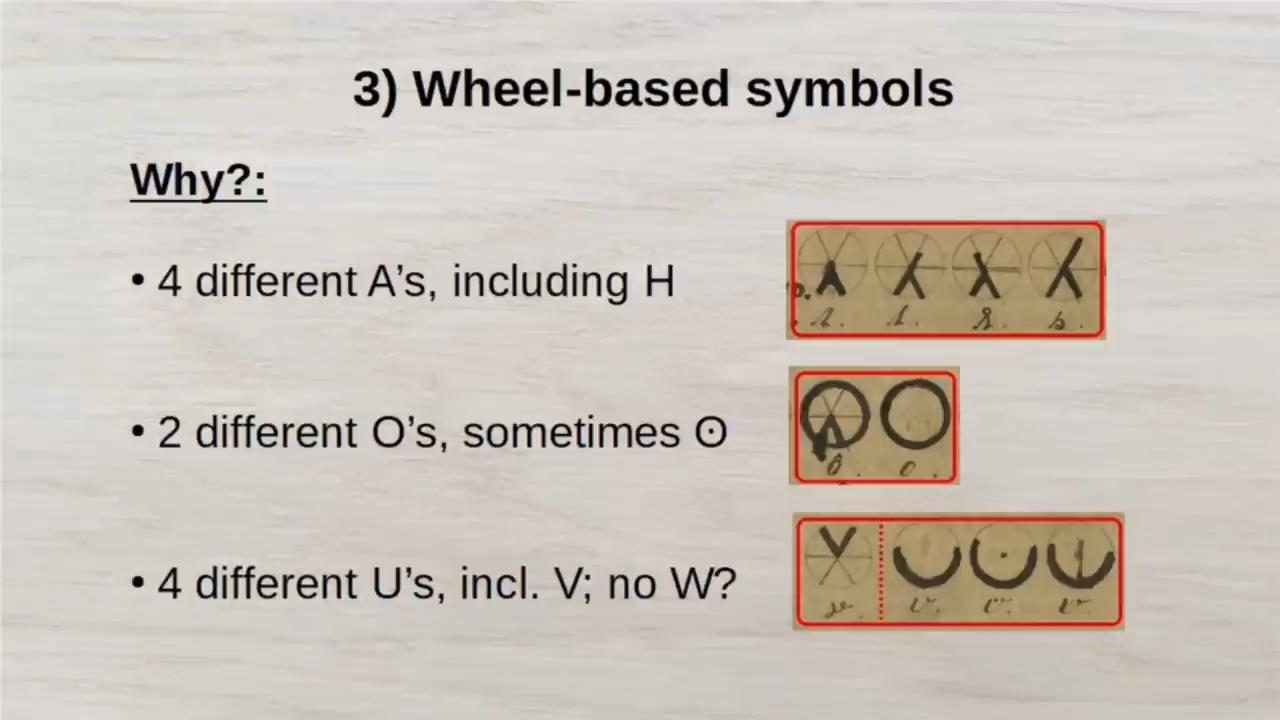 3) Wheel-based symbols
Why?:
• 4 different A’s, including H
• 2 different O’s, sometimes ʘ
o.
• 4 different U’s, incl. V; no W?